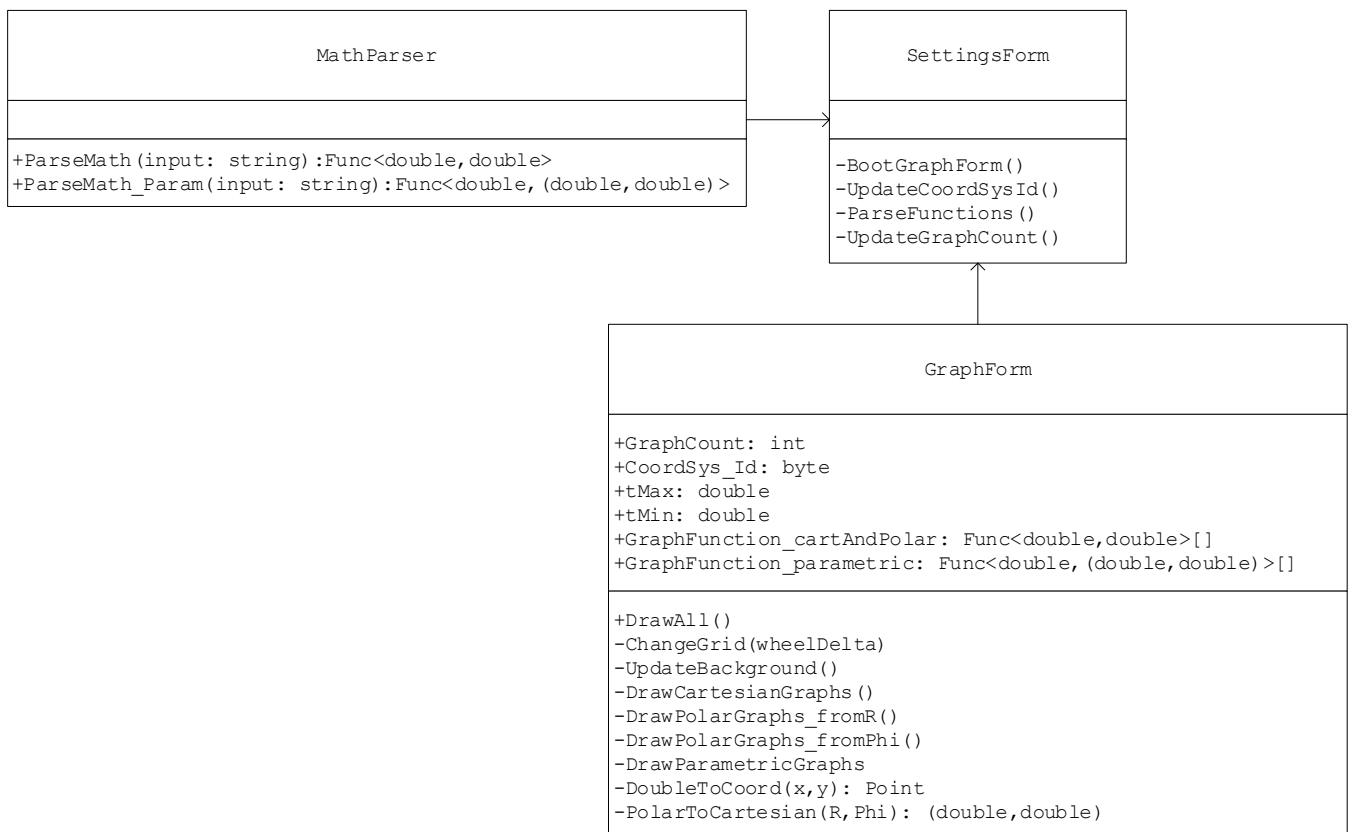 MathParser
+ParseMath(input: string):Func<double,double>
+ParseMath_Param(input: string):Func<double,(double,double)>
SettingsForm
-BootGraphForm()
-UpdateCoordSysId()
-ParseFunctions()
-UpdateGraphCount()
GraphForm
+GraphCount: int
+CoordSys_Id: byte
+tMax: double
+tMin: double
+GraphFunction_cartAndPolar: Func<double,double>[]
+GraphFunction_parametric: Func<double,(double,double)>[]
+DrawAll()
-ChangeGrid(wheelDelta)
-UpdateBackground()
-DrawCartesianGraphs()
-DrawPolarGraphs_fromR()
-DrawPolarGraphs_fromPhi()
-DrawParametricGraphs
-DoubleToCoord(x,y): Point
-PolarToCartesian(R,Phi): (double,double)